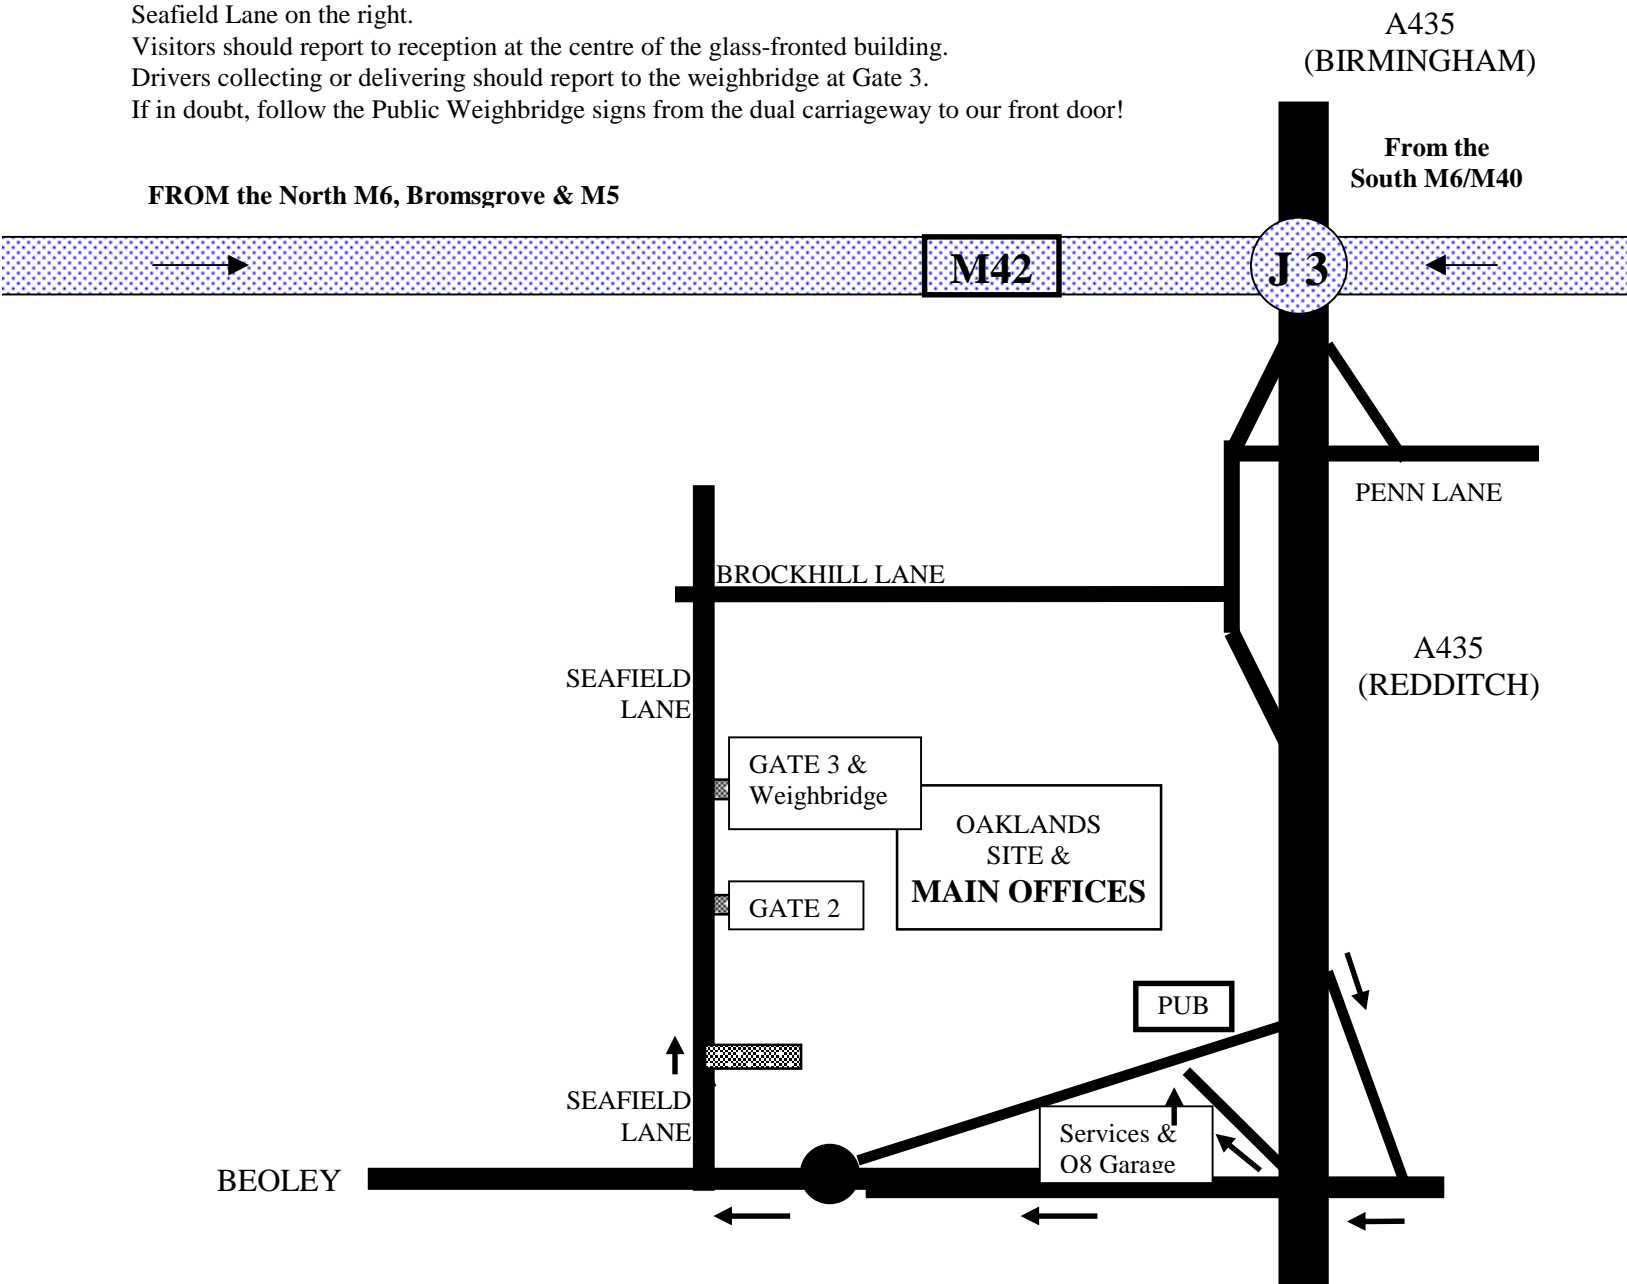 Seafield Lane on the right.
Visitors should report to reception at the centre of the glass-fronted building.
Drivers collecting or delivering should report to the weighbridge at Gate 3.
If in doubt, follow the Public Weighbridge signs from the dual carriageway to our front door!
A435
(BIRMINGHAM)
From the
South M6/M40
FROM the North M6, Bromsgrove & M5
M42
J 3
PENN LANE
BROCKHILL LANE
A435
(REDDITCH)
SEAFIELD
LANE
GATE 3 &
Weighbridge
OAKLANDS
SITE &
MAIN OFFICES
GATE 2
PUB
SEAFIELD
LANE
Services &
Q8 Garage
BEOLEY